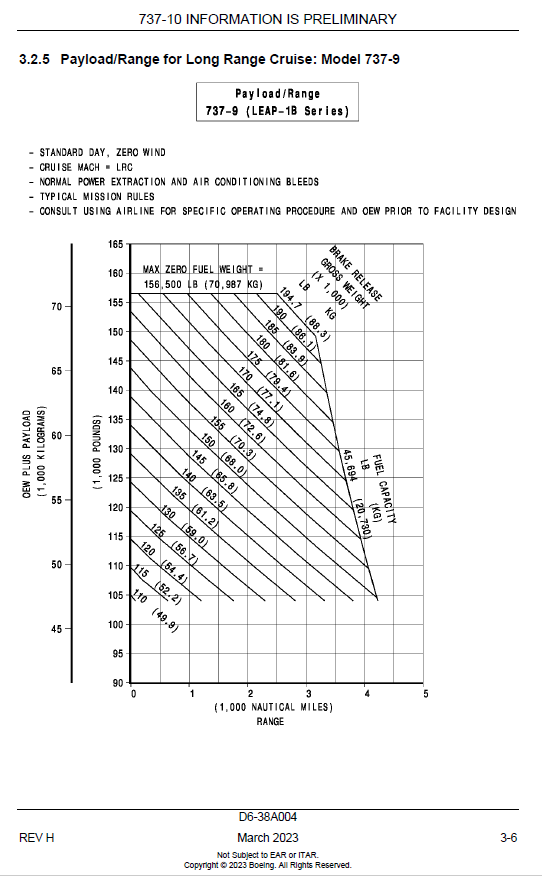 737-10 INFORMATION IS PRELIMINARY
3.2.5 Payload/Range for Long Range Cruise: Model 737-9
Payload/Range
737-9 (LEAP-1B Series)
- STANDARD DAY, ZERO WIND
- CRUISE MACH = LRC
- NORMAL POWER EXTRACTION AND AIR CONDITIONING BLEEDS
- TYPICAL MISSION RULES
- CONSULT USING AIRLINE FOR SPECIFIC OPERATING PROCEDURE AND OEW PRIOR TO FACILITY DESIGN
MAX ZERO FUEL WEIGHT =
156,500 LB (70,987 KG)
BRAKE RELEASE
GROSS WEIGHT
(X 1,000)
LB KG
194.7 (88.3)
190 (86.1)
185 (83.9)
180 (81.6)
175 (79.4)
170 (77.1)
165 (74.8)
160 (72.6)
155 (70.3)
150 (68.0)
145 (65.8)
140 (63.5)
135 (61.2)
130 (59.0)
125 (56.7)
120 (54.4)
115 (52.2)
110 (49.9)
FUEL CAPACITY
LB (KG)
45,694 (20,730)
OEW PLUS PAYLOAD
(1,000 KILOGRAMS)
70
65
60
55
50
45
(1,000 POUNDS)
165
160
155
150
145
140
135
130
125
120
115
110
105
100
95
90
0 1 2 3 4 5
(1,000 NAUTICAL MILES)
RANGE
D6-38A004
REV H March 2023 3-6
Not Subject to EAR or ITAR.
Copyright © 2023 Boeing. All Rights Reserved.